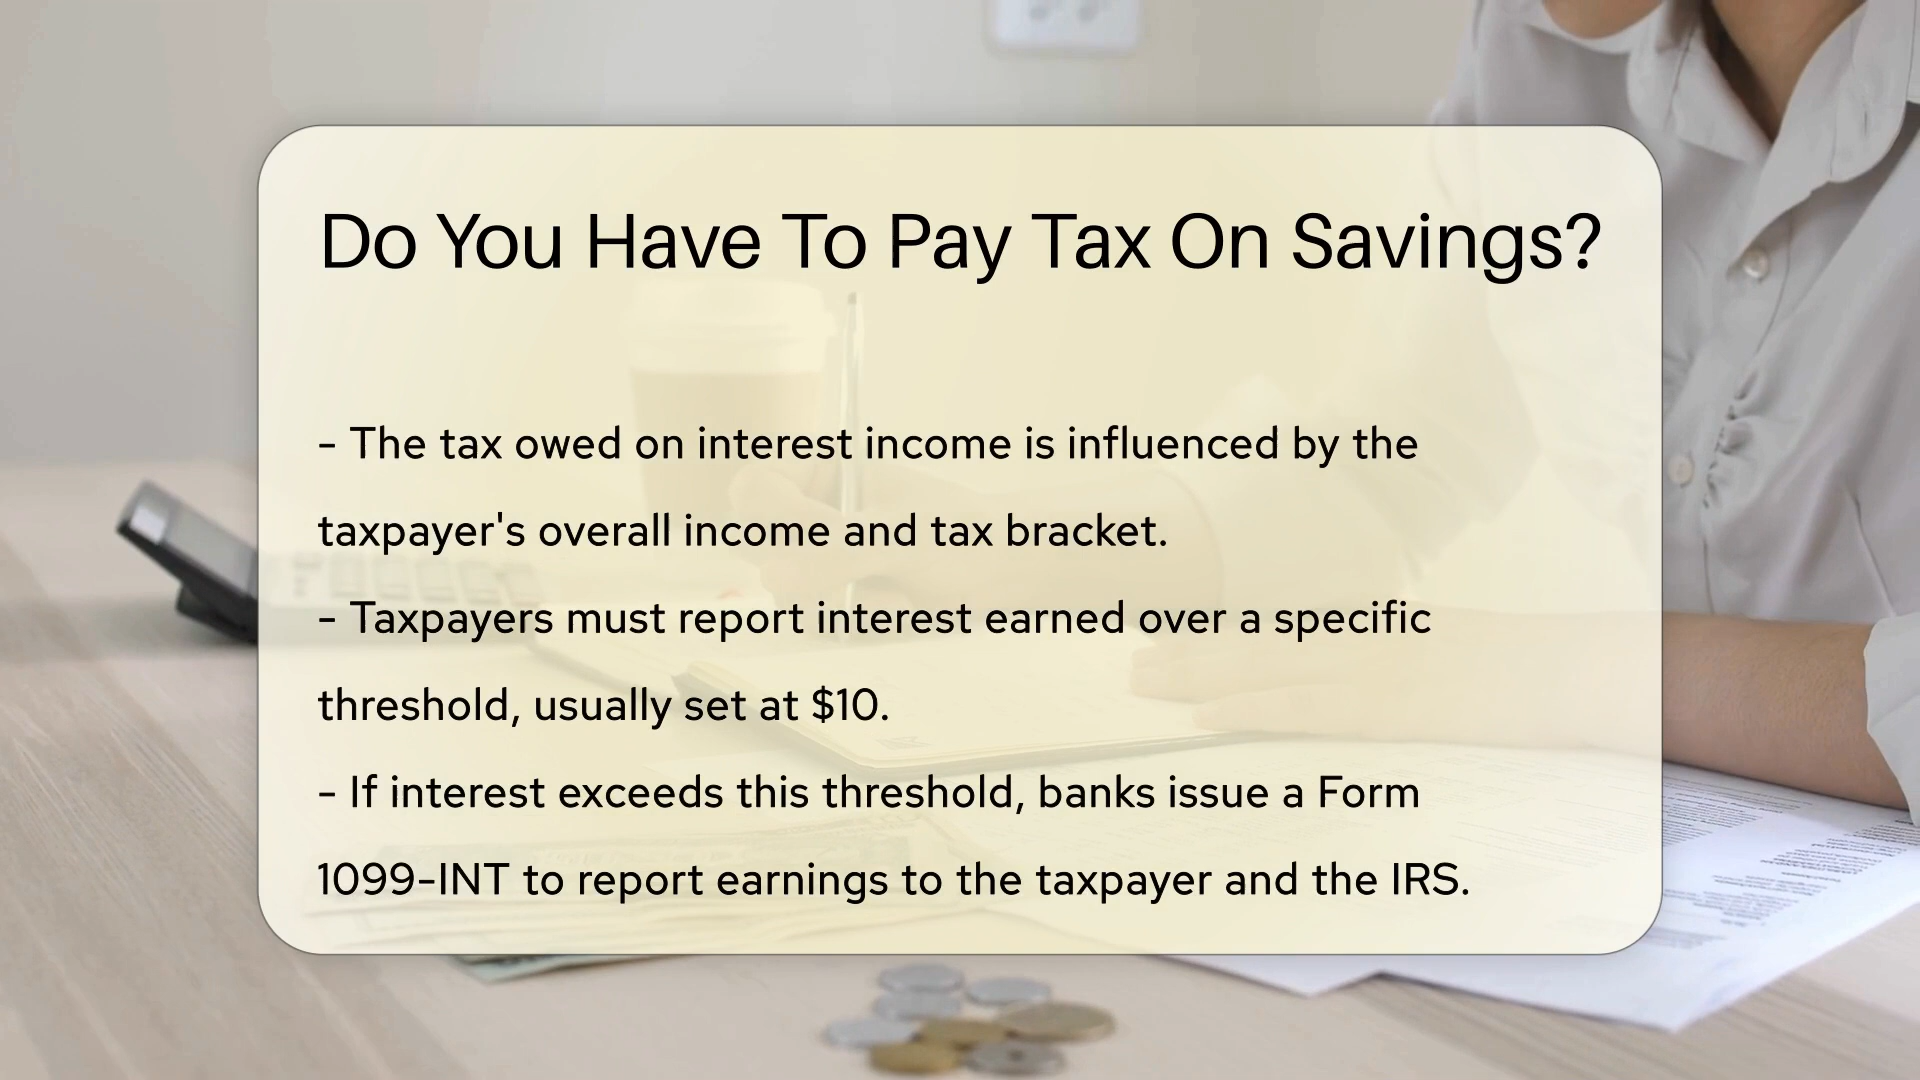 Do You Have To Pay Tax On Savings?
- The tax owed on interest income is influenced by the
taxpayer's overall income and tax bracket.
- Taxpayers must report interest earned over a specific
threshold, usually set at $10.
- If interest exceeds this threshold, banks issue a Form
1099-INT to report earnings to the taxpayer and the IRS.